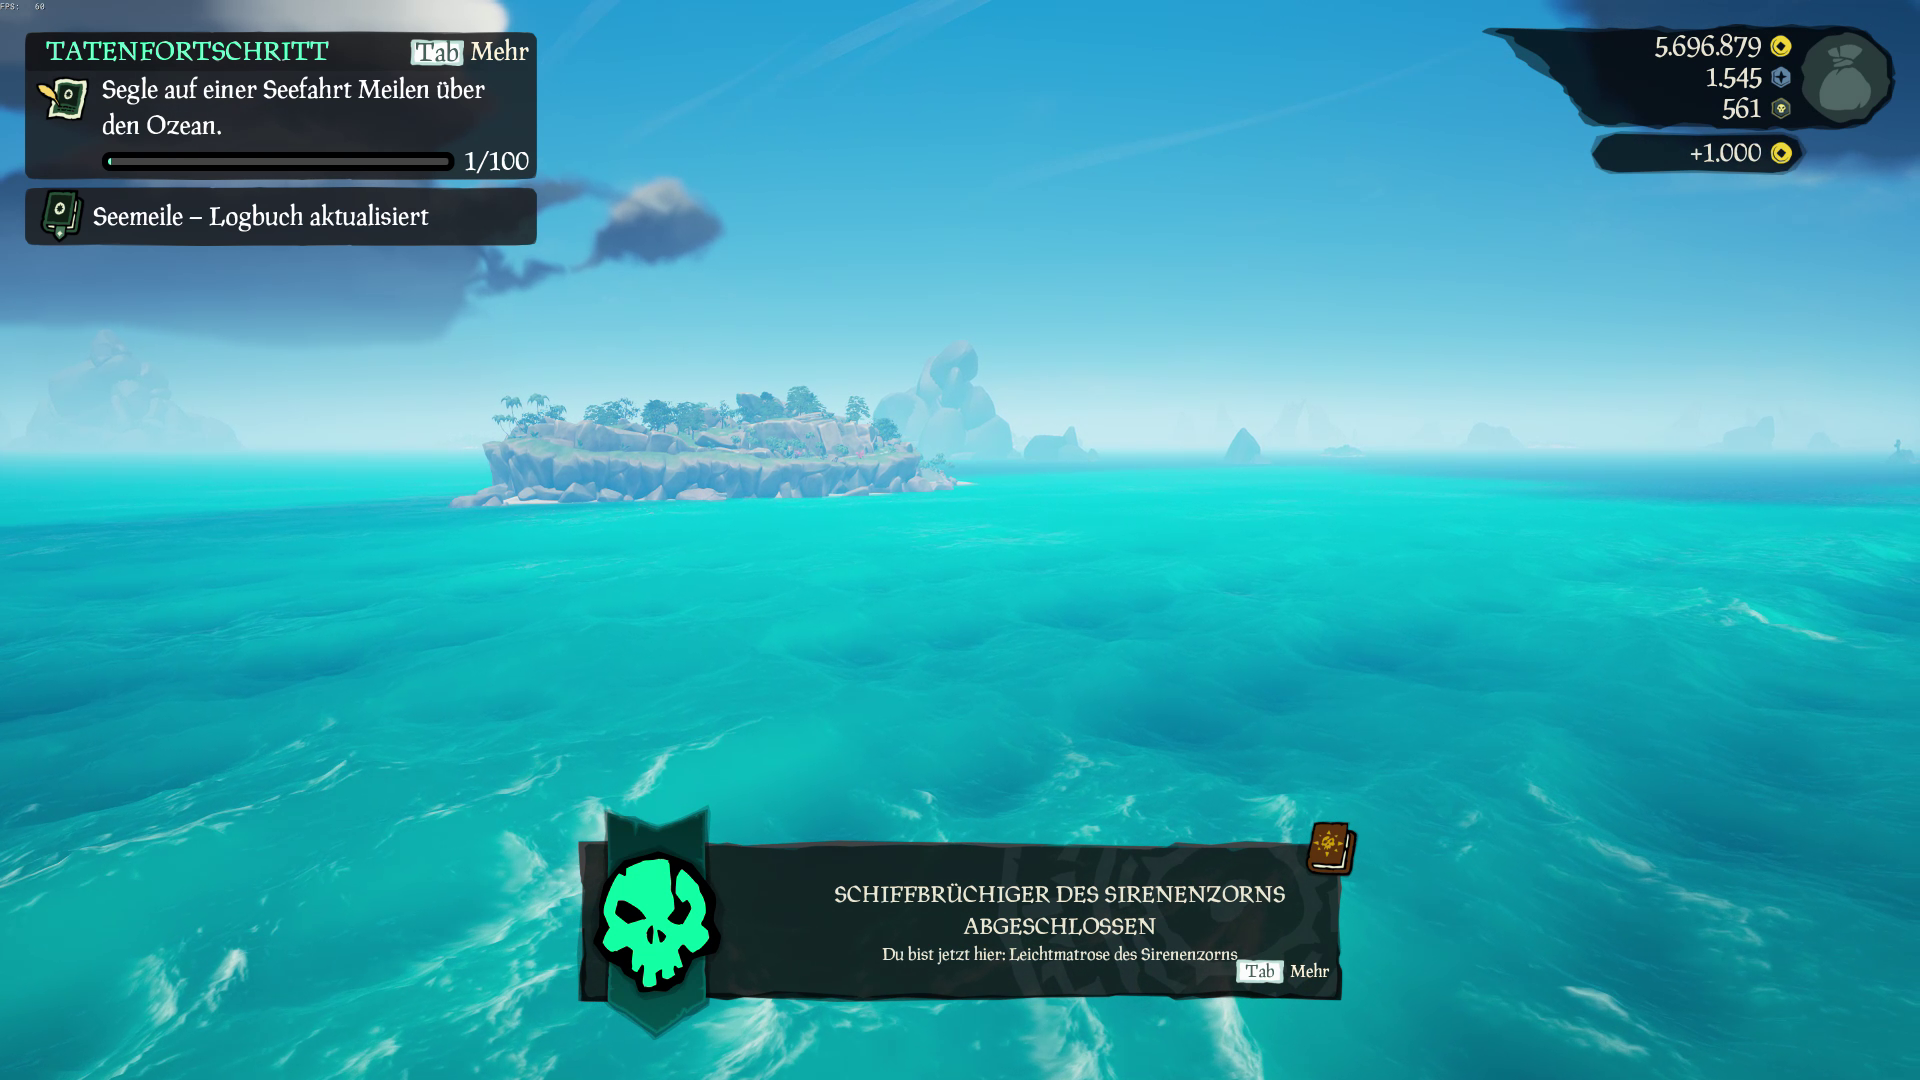 FPS: 60
TATENFORTSCHRITT Tab Mehr
Segle auf einer Seefahrt Meilen über
den Ozean.
1/100
Seemeile – Logbuch aktualisiert
5.696.879
1.545
561
+1.000
SCHIFFBRÜCHIGER DES SIRENENZORNS
ABGESCHLOSSEN
Du bist jetzt hier: Leichtmatrose des Sirenenzorns
Tab Mehr